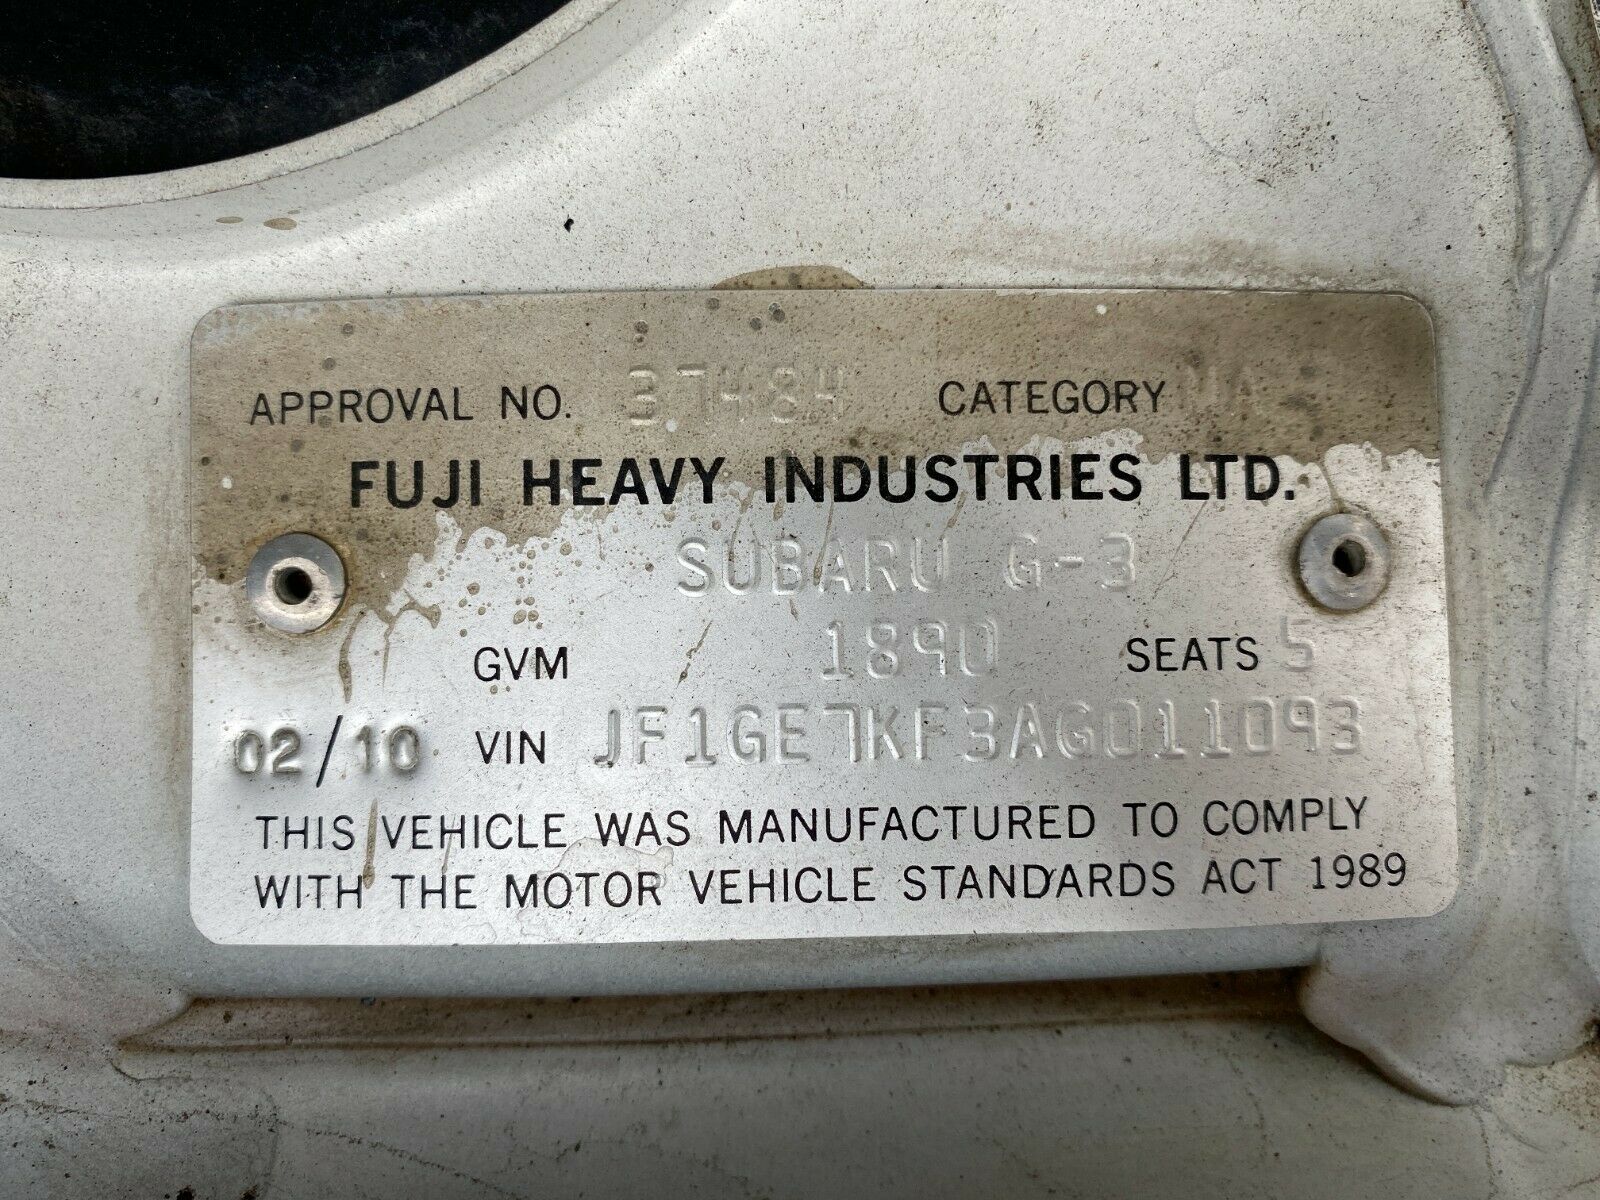 APPROVAL NO. 37484 CATEGORY MA
FUJI HEAVY INDUSTRIES LTD.
SUBARU G-3
GVM 1890 SEATS 5
02/10 VIN JF1GE7KF3AG011093
THIS VEHICLE WAS MANUFACTURED TO COMPLY
WITH THE MOTOR VEHICLE STANDARDS ACT 1989